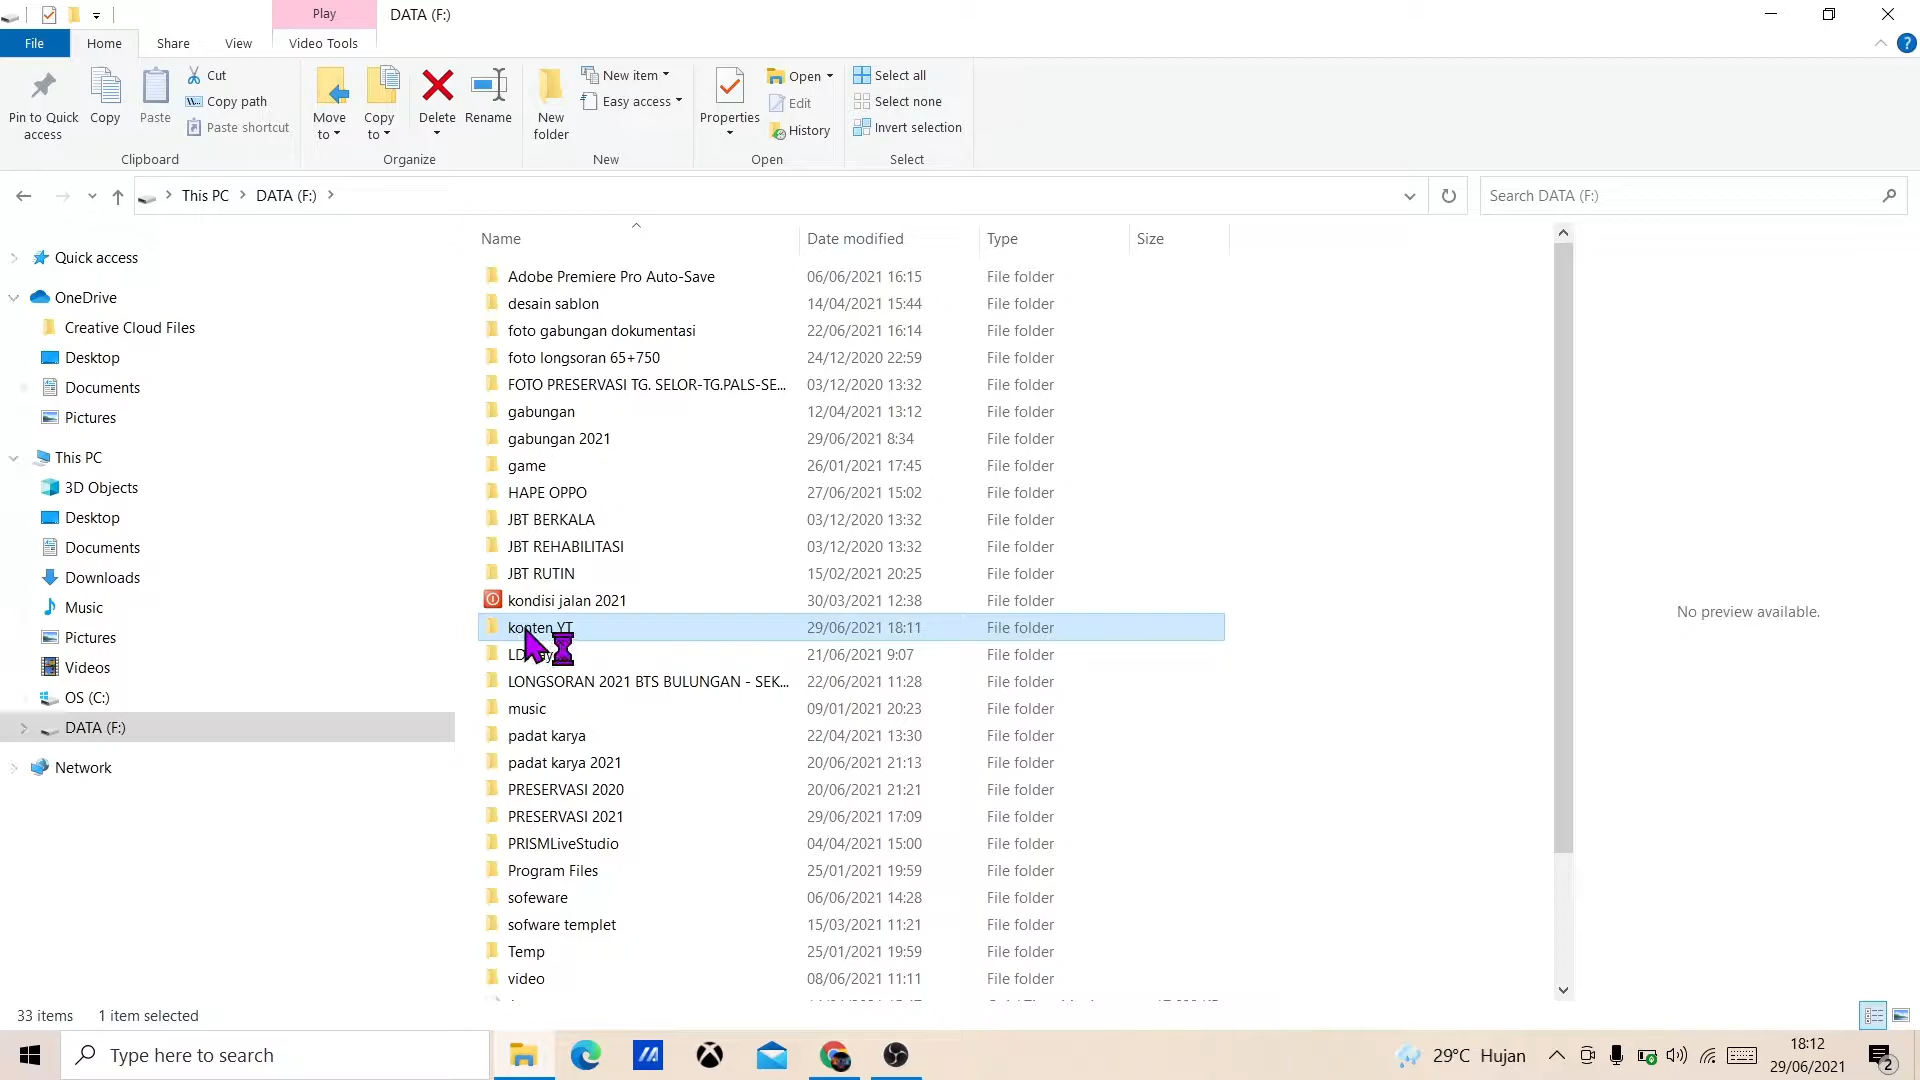 Play
DATA (F:)
File
Home
Share
View
Video Tools
Pin to Quick access
Copy
Paste
Cut
Copy path
Paste shortcut
Clipboard
Move to
Copy to
Delete
Rename
Organize
New folder
New item
Easy access
New
Properties
Open
Edit
History
Open
Select all
Select none
Invert selection
Select
This PC
DATA (F:)
Search DATA (F:)
Quick access
OneDrive
Creative Cloud Files
Desktop
Documents
Pictures
This PC
3D Objects
Desktop
Documents
Downloads
Music
Pictures
Videos
OS (C:)
DATA (F:)
Network
Name Date modified Type Size
Adobe Premiere Pro Auto-Save 06/06/2021 16:15 File folder
desain sablon 14/04/2021 15:44 File folder
foto gabungan dokumentasi 22/06/2021 16:14 File folder
foto longsoran 65+750 24/12/2020 22:59 File folder
FOTO PRESERVASI TG. SELOR-TG.PALS-SE... 03/12/2020 13:32 File folder
gabungan 12/04/2021 13:12 File folder
gabungan 2021 29/06/2021 8:34 File folder
game 26/01/2021 17:45 File folder
HAPE OPPO 27/06/2021 15:02 File folder
JBT BERKALA 03/12/2020 13:32 File folder
JBT REHABILITASI 03/12/2020 13:32 File folder
JBT RUTIN 15/02/2021 20:25 File folder
kondisi jalan 2021 30/03/2021 12:38 File folder
konten YT 29/06/2021 18:11 File folder
21/06/2021 9:07 File folder
LONGSORAN 2021 BTS BULUNGAN - SEK... 22/06/2021 11:28 File folder
music 09/01/2021 20:23 File folder
padat karya 22/04/2021 13:30 File folder
padat karya 2021 20/06/2021 21:13 File folder
PRESERVASI 2020 20/06/2021 21:21 File folder
PRESERVASI 2021 29/06/2021 17:09 File folder
PRISMLiveStudio 04/04/2021 15:00 File folder
Program Files 25/01/2021 19:59 File folder
sofeware 06/06/2021 14:28 File folder
sofware templet 15/03/2021 11:21 File folder
Temp 25/01/2021 19:59 File folder
video 08/06/2021 11:11 File folder
No preview available.
33 items 1 item selected
Type here to search
29°C Hujan
18:12
29/06/2021
2